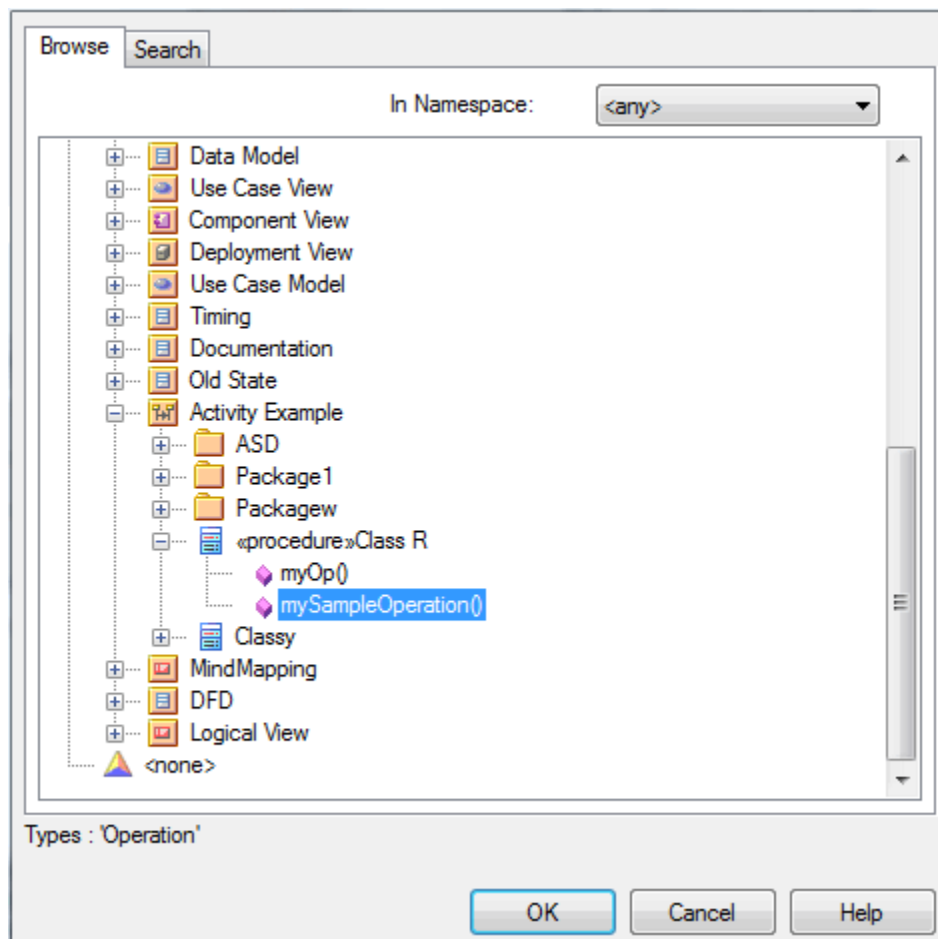 Browse
Search
In Namespace:
<any>
Data Model
Use Case View
Component View
Deployment View
Use Case Model
Timing
Documentation
Old State
Activity Example
ASD
Package1
Packagew
«procedure»Class R
myOp()
mySampleOperation()
Classy
MindMapping
DFD
Logical View
<none>
Types : 'Operation'
OK
Cancel
Help